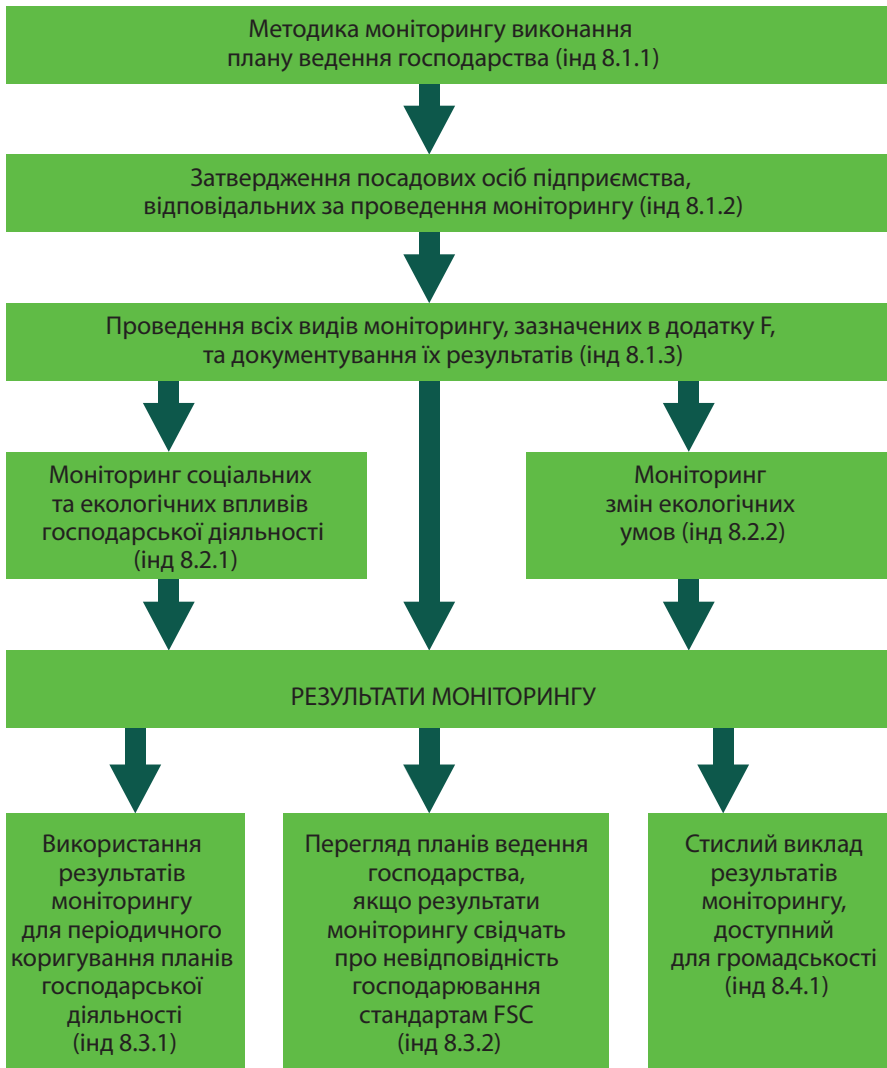 Методика моніторингу виконання
плану ведення господарства (інд 8.1.1)
Затвердження посадових осіб підприємства,
відповідальних за проведення моніторингу (інд 8.1.2)
Проведення всіх видів моніторингу, зазначених в додатку F,
та документування їх результатів (інд 8.1.3)
Моніторинг соціальних
та екологічних впливів
господарської діяльності
(інд 8.2.1)
Моніторинг
змін екологічних
умов (інд 8.2.2)
РЕЗУЛЬТАТИ МОНІТОРИНГУ
Використання
результатів
моніторингу
для періодичного
коригування планів
господарської
діяльності
(інд 8.3.1)
Перегляд планів ведення
господарства,
якщо результати
моніторингу свідчать
про невідповідність
господарювання
стандартам FSC
(інд 8.3.2)
Стислий виклад
результатів
моніторингу,
доступний
для громадськості
(інд 8.4.1)